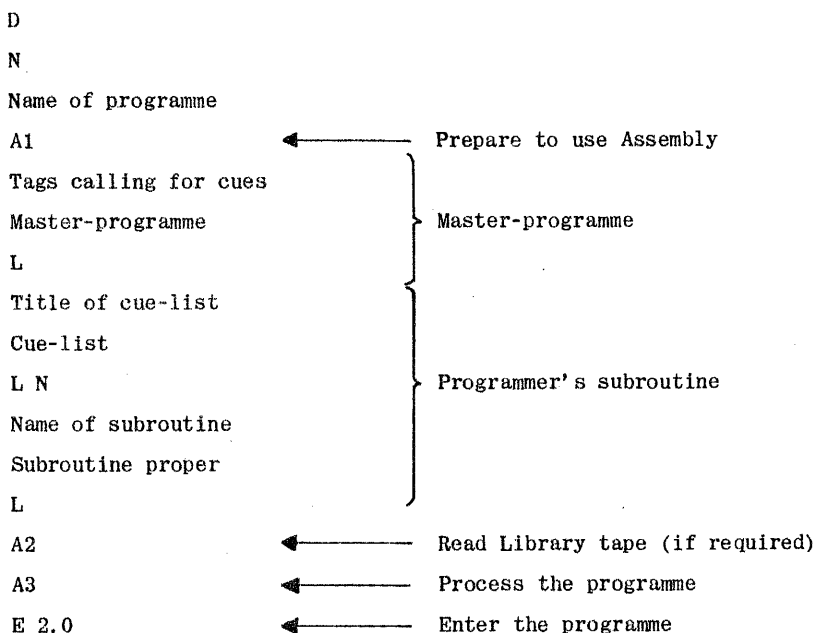 D
N
Name of programme
A1 Prepare to use Assembly
Tags calling for cues
Master-programme Master-programme
L
Title of cue-list
Cue-list
L N Programmer's subroutine
Name of subroutine
Subroutine proper
L
A2 Read Library tape (if required)
A3 Process the programme
E 2.0 Enter the programme